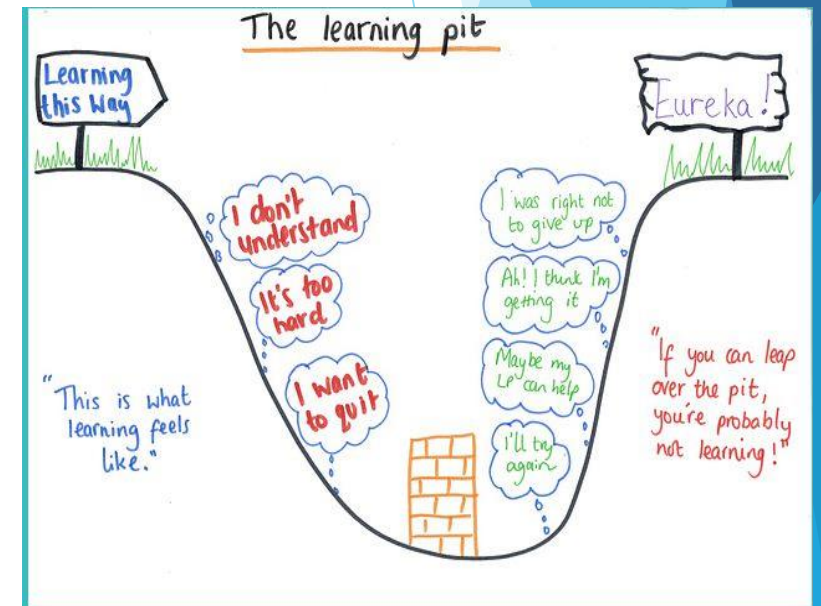 The learning pit
Learning
this Way
Eureka!
I don't
understand
It's too
hard
I want
to quit
I was right not
to give up
Ah! I think I'm
getting it
Maybe my
LP can help
I'll try
again
"This is what
learning feels
like."
"If you can leap
over the pit,
you're probably
not learning!"